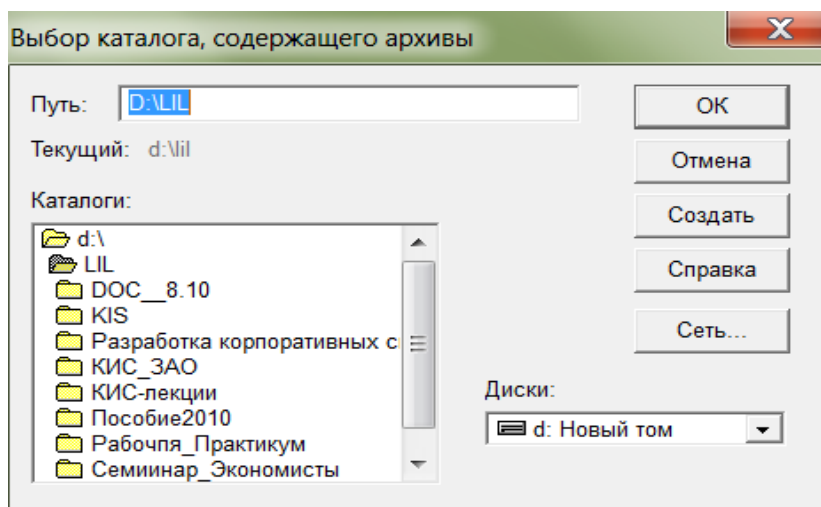 Выбор каталога, содержащего архивы
Путь: D:\LIL
Текущий: d:\lil
Каталоги:
d:\
LIL
DOC__8.10
KIS
Разработка корпоративных с
КИС_ЗАО
КИС-лекции
Пособие2010
Рабочпя_Практикум
Семиинар_Экономисты
ОК
Отмена
Создать
Справка
Сеть...
Диски:
d: Новый том